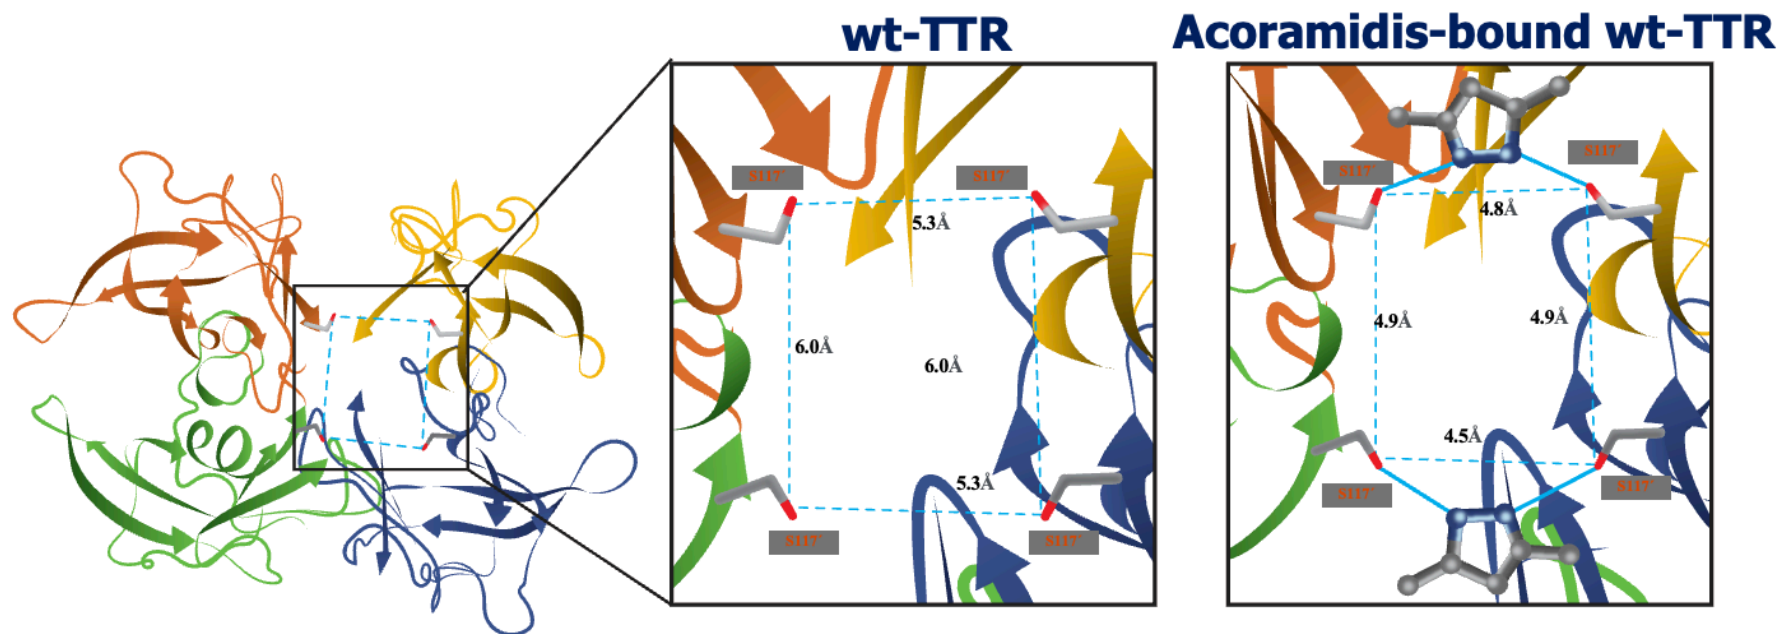 wt-TTR
Acoramidis-bound wt-TTR
S117'
S117'
5.3Å
6.0Å
6.0Å
5.3Å
S117'
S117'
S117'
S117'
4.8Å
4.9Å
4.9Å
4.5Å
S117'
S117'